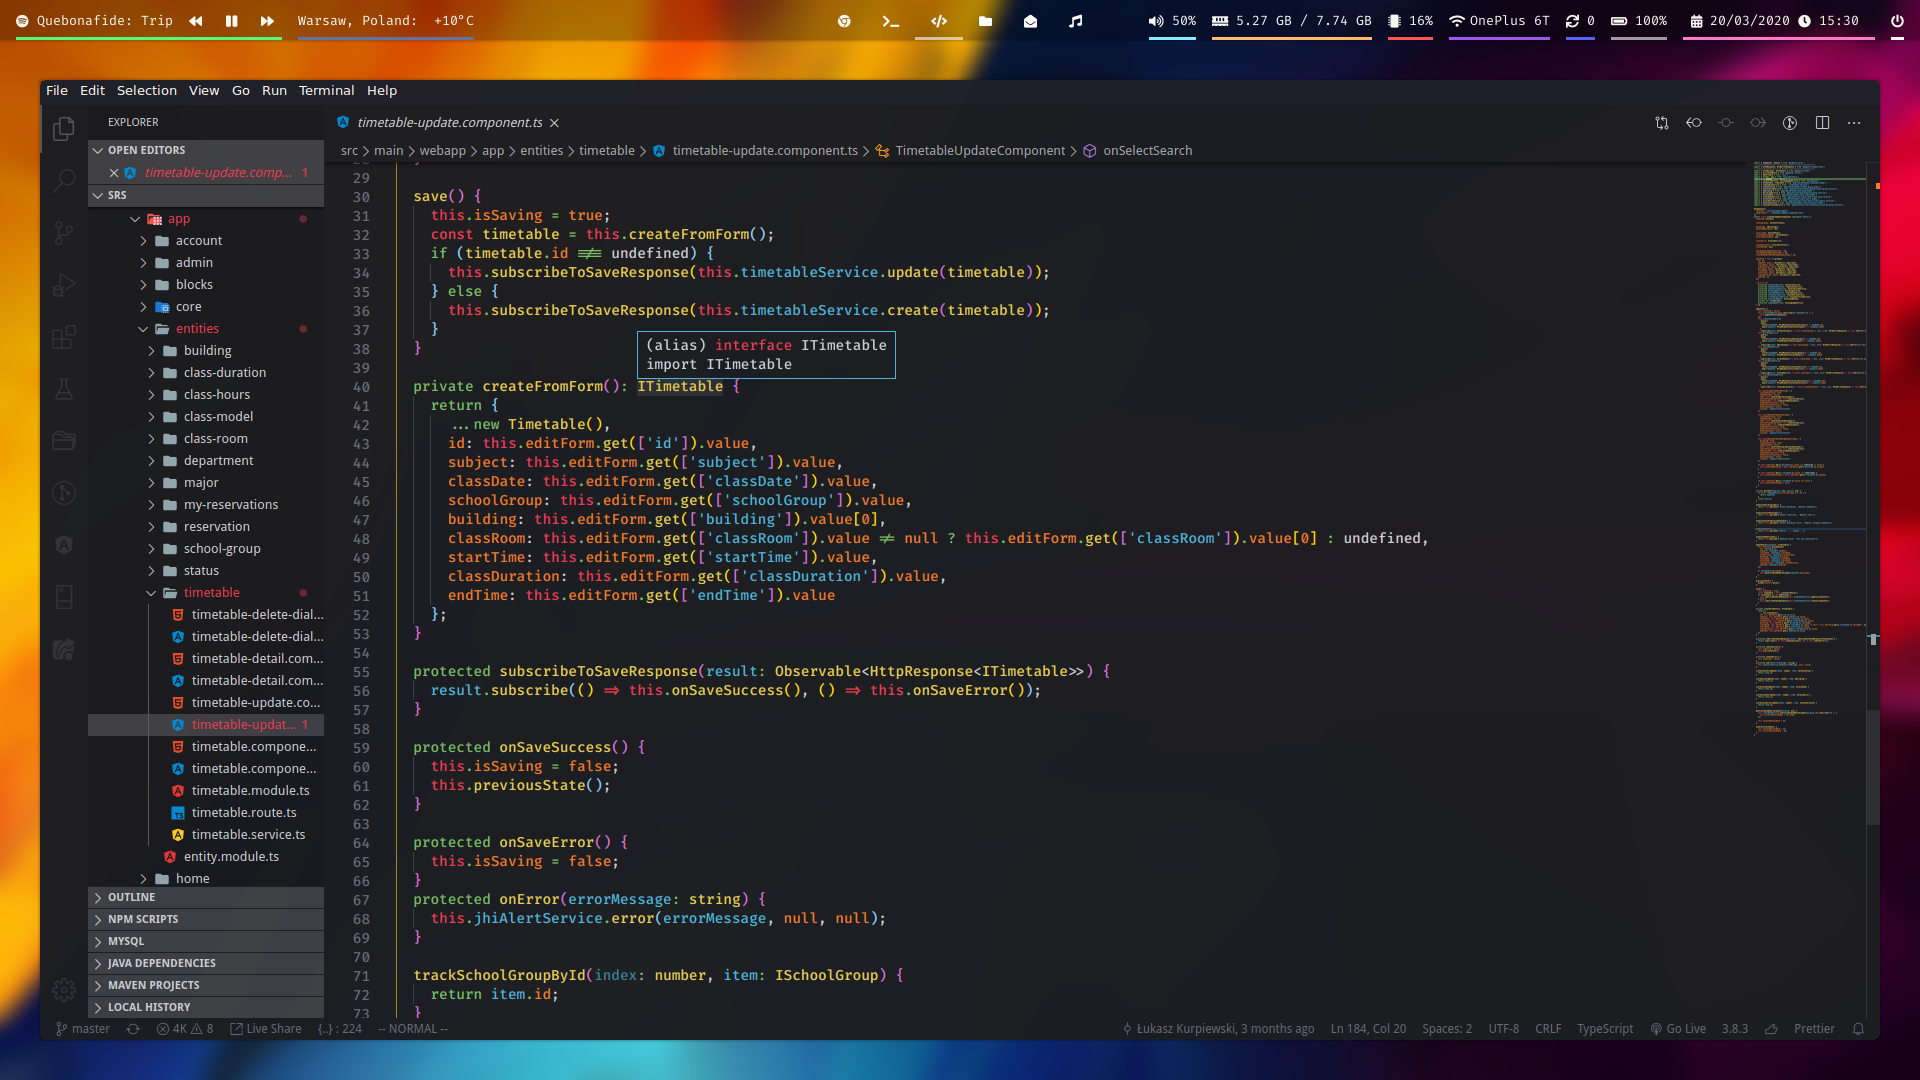 Quebonafide: Trip
Warsaw, Poland: +10°C
50%
5.27 GB / 7.74 GB
16%
OnePlus 6T
0
100%
20/03/2020
15:30
File Edit Selection View Go Run Terminal Help
EXPLORER
OPEN EDITORS
timetable-update.comp... 1
SRS
app
account
admin
blocks
core
entities
building
class-duration
class-hours
class-model
class-room
department
major
my-reservations
reservation
school-group
status
timetable
timetable-delete-dial...
timetable-delete-dial...
timetable-detail.com...
timetable-detail.com...
timetable-update.co...
timetable-updat... 1
timetable.compone...
timetable.compone...
timetable.module.ts
timetable.route.ts
timetable.service.ts
entity.module.ts
home
OUTLINE
NPM SCRIPTS
MYSQL
JAVA DEPENDENCIES
MAVEN PROJECTS
LOCAL HISTORY
timetable-update.component.ts
src > main > webapp > app > entities > timetable > timetable-update.component.ts > TimetableUpdateComponent > onSelectSearch
29
30 save() {
31 this.isSaving = true;
32 const timetable = this.createFromForm();
33 if (timetable.id !== undefined) {
34 this.subscribeToSaveResponse(this.timetableService.update(timetable));
35 } else {
36 this.subscribeToSaveResponse(this.timetableService.create(timetable));
37 }
38 }
39
(alias) interface ITimetable
import ITimetable
40 private createFromForm(): ITimetable {
41 return {
42 ...new Timetable(),
43 id: this.editForm.get(['id']).value,
44 subject: this.editForm.get(['subject']).value,
45 classDate: this.editForm.get(['classDate']).value,
46 schoolGroup: this.editForm.get(['schoolGroup']).value,
47 building: this.editForm.get(['building']).value[0],
48 classRoom: this.editForm.get(['classRoom']).value != null ? this.editForm.get(['classRoom']).value[0] : undefined,
49 startTime: this.editForm.get(['startTime']).value,
50 classDuration: this.editForm.get(['classDuration']).value,
51 endTime: this.editForm.get(['endTime']).value
52 };
53 }
54
55 protected subscribeToSaveResponse(result: Observable<HttpResponse<ITimetable>>) {
56 result.subscribe(() => this.onSaveSuccess(), () => this.onSaveError());
57 }
58
59 protected onSaveSuccess() {
60 this.isSaving = false;
61 this.previousState();
62 }
63
64 protected onSaveError() {
65 this.isSaving = false;
66 }
67 protected onError(errorMessage: string) {
68 this.jhiAlertService.error(errorMessage, null, null);
69 }
70
71 trackSchoolGroupById(index: number, item: ISchoolGroup) {
72 return item.id;
73 }
master
4K 8
Live Share
{..} : 224
-- NORMAL --
Łukasz Kurpiewski, 3 months ago
Ln 184, Col 20
Spaces: 2
UTF-8
CRLF
TypeScript
Go Live
3.8.3
Prettier